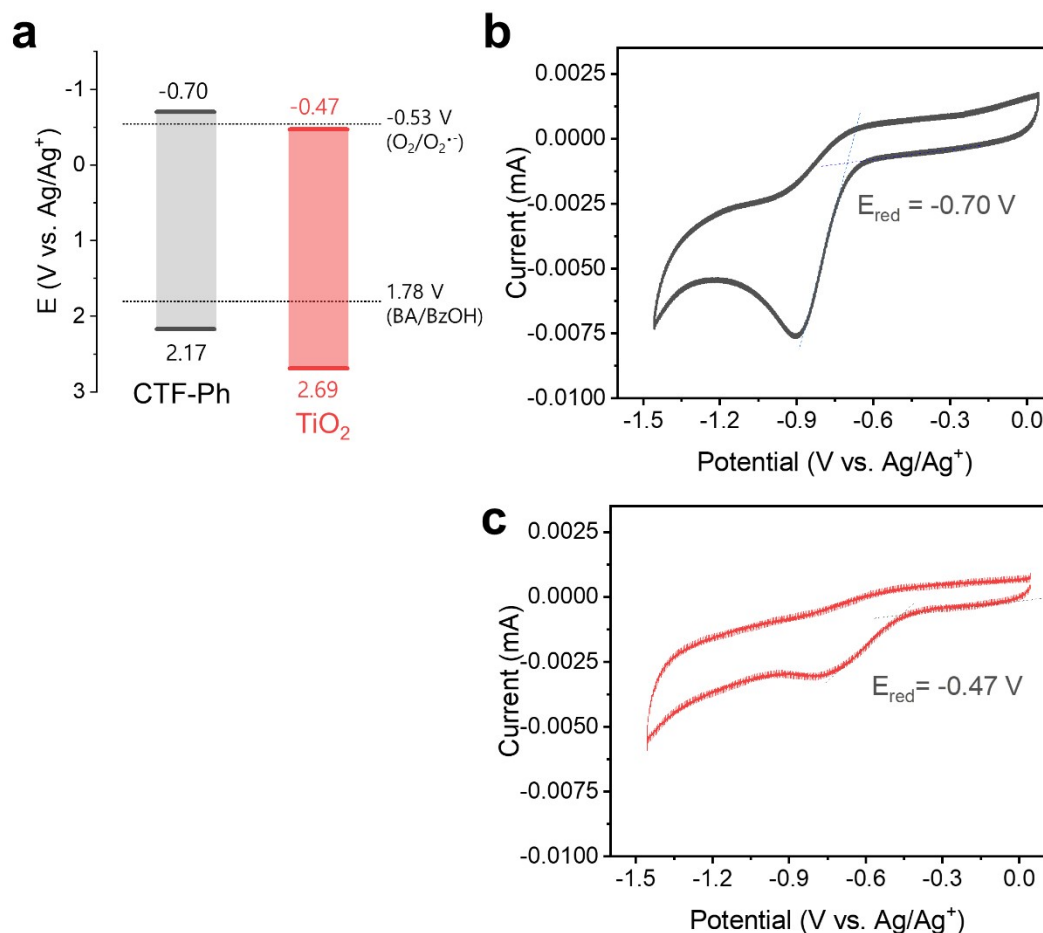 a
E (V vs. Ag/Ag⁺)
-1
0
1
2
3
-0.70
-0.47
-0.53 V
(O₂/O₂•⁻)
1.78 V
(BA/BzOH)
2.17
2.69
CTF-Ph
TiO₂
b
Current (mA)
0.0025
0.0000
-0.0025
-0.0050
-0.0075
-0.0100
E_red = -0.70 V
-1.5 -1.2 -0.9 -0.6 -0.3 0.0
Potential (V vs. Ag/Ag⁺)
c
Current (mA)
0.0025
0.0000
-0.0025
-0.0050
-0.0075
-0.0100
E_red= -0.47 V
-1.5 -1.2 -0.9 -0.6 -0.3 0.0
Potential (V vs. Ag/Ag⁺)